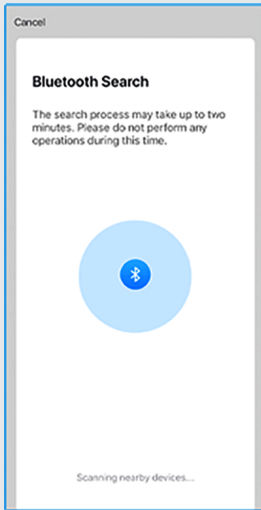 Cancel
Bluetooth Search
The search process may take up to two
minutes. Please do not perform any
operations during this time.
Scanning nearby devices...